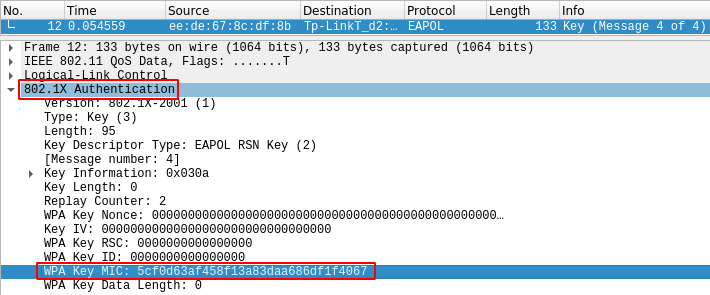 No. Time Source Destination Protocol Length Info
12 0.054559 ee:de:67:8c:df:8b Tp-LinkT_d2:… EAPOL 133 Key (Message 4 of 4)
Frame 12: 133 bytes on wire (1064 bits), 133 bytes captured (1064 bits)
IEEE 802.11 QoS Data, Flags: .......T
Logical-Link Control
802.1X Authentication
Version: 802.1X-2001 (1)
Type: Key (3)
Length: 95
Key Descriptor Type: EAPOL RSN Key (2)
[Message number: 4]
Key Information: 0x030a
Key Length: 0
Replay Counter: 2
WPA Key Nonce: 000000000000000000000000000000000000000000000000…
Key IV: 00000000000000000000000000000000
WPA Key RSC: 0000000000000000
WPA Key ID: 0000000000000000
WPA Key MIC: 5cf0d63af458f13a83daa686df1f4067
WPA Key Data Length: 0